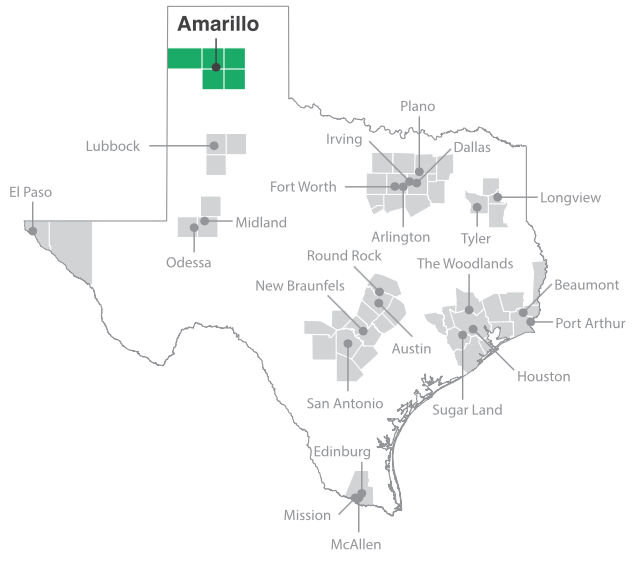 Amarillo
Plano
Irving
Dallas
Lubbock
Fort Worth
El Paso
Longview
Midland
Arlington
Tyler
Odessa
Round Rock
The Woodlands
New Braunfels
Beaumont
Port Arthur
Austin
Houston
San Antonio
Sugar Land
Edinburg
Mission
McAllen